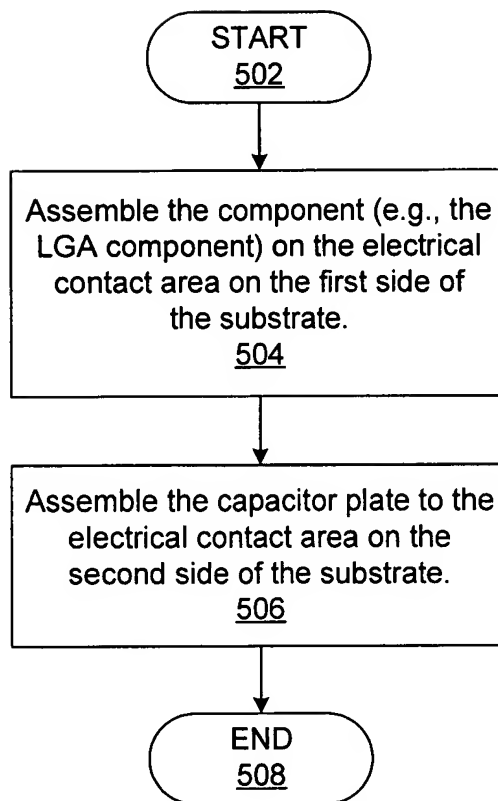 START
502
Assemble the component (e.g., the
LGA component) on the electrical
contact area on the first side of
the substrate.
504
Assemble the capacitor plate to the
electrical contact area on the
second side of the substrate.
506
END
508